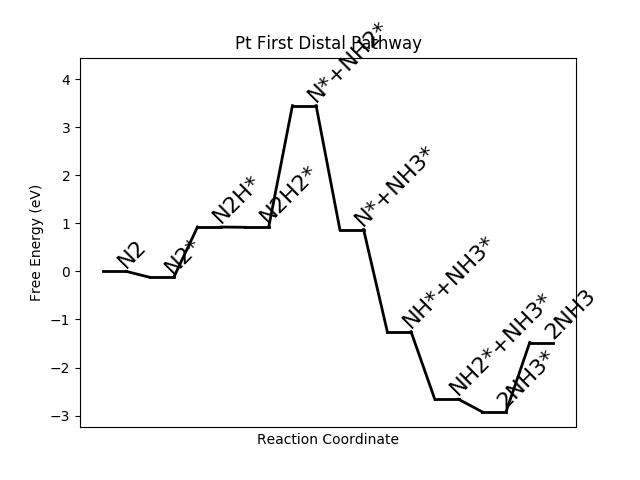 Pt First Distal Pathway
Free Energy (eV)
4
3
2
1
0
−1
−2
−3
N2
N2*
N2H*
N2H2*
N*+NH2*
N*+NH3*
NH*+NH3*
NH2*+NH3*
2NH3*
2NH3
Reaction Coordinate